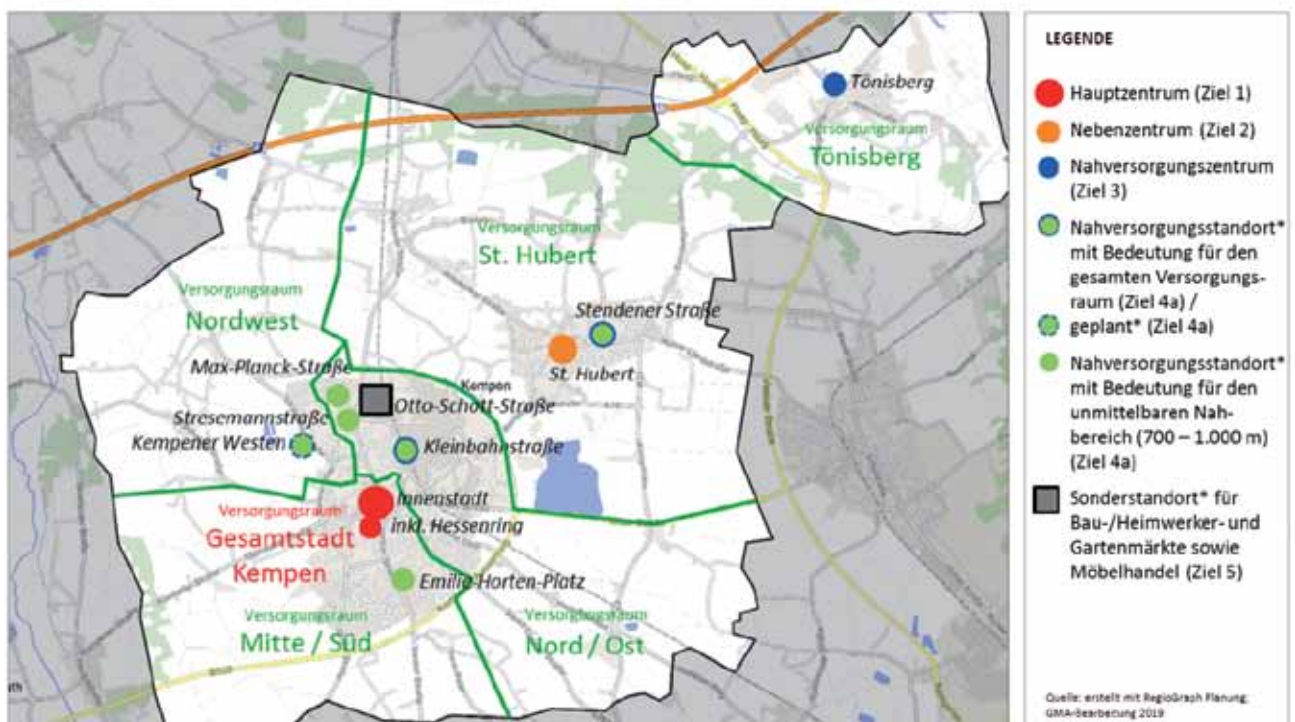 Tönisberg
Versorgungsraum
Tönisberg
Versorgungsraum
St. Hubert
Versorgungsraum
Nordwest
Stendener Straße
St. Hubert
Max-Planck-Straße
Kempen
Otto-Schott-Straße
Stresemannstraße
Kempener Westen
Kleinbahnstraße
Innenstadt
inkl. Hessenring
Versorgungsraum
Gesamtstadt
Kempen
Emilie-Horten-Platz
Versorgungsraum
Mitte / Süd
Versorgungsraum
Nord / Ost
LEGENDE
Hauptzentrum (Ziel 1)
Nebenzentrum (Ziel 2)
Nahversorgungszentrum
(Ziel 3)
Nahversorgungsstandort*
mit Bedeutung für den
gesamten Versorgungs-
raum (Ziel 4a) /
geplant* (Ziel 4a)
Nahversorgungsstandort*
mit Bedeutung für den
unmittelbaren Nah-
bereich (700 – 1.000 m)
(Ziel 4a)
Sonderstandort* für
Bau-/Heimwerker- und
Gartenmärkte sowie
Möbelhandel (Ziel 5)
Quelle: erstellt mit RegioGraph Planung;
GMA-Bearbeitung 2019